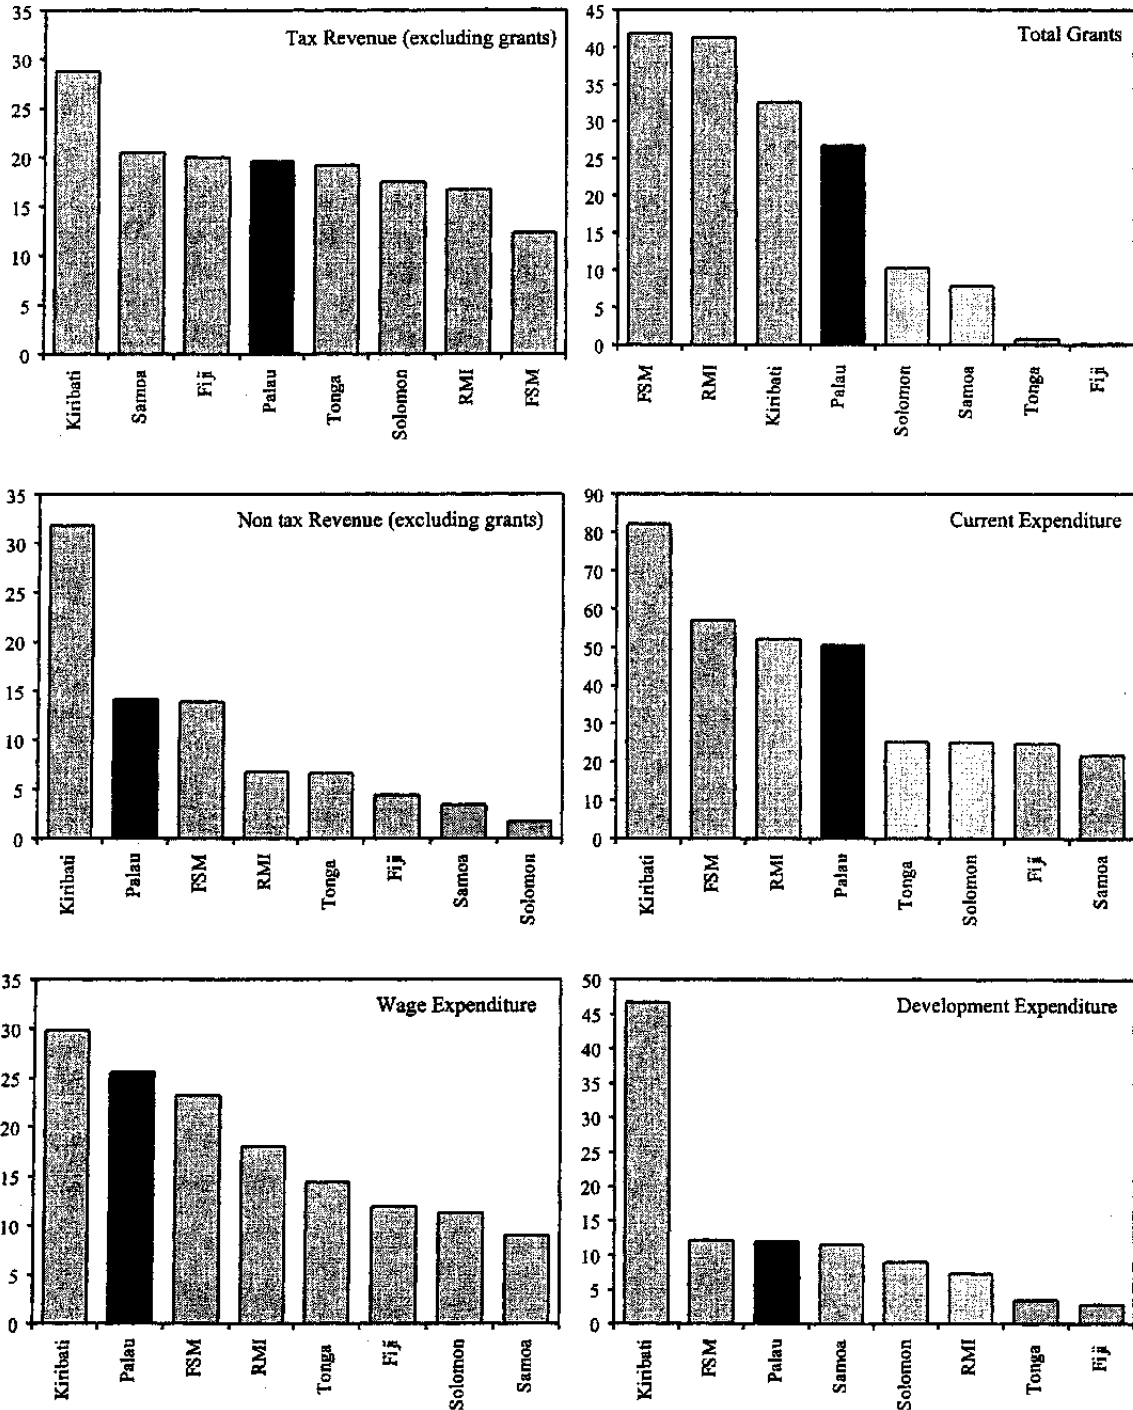 Tax Revenue (excluding grants)
35
30
25
20
15
10
5
0
Kiribati
Samoa
Fiji
Palau
Tonga
Solomon
RMI
FSM
Total Grants
45
40
35
30
25
20
15
10
5
0
FSM
RMI
Kiribati
Palau
Solomon
Samoa
Tonga
Fiji
Non tax Revenue (excluding grants)
35
30
25
20
15
10
5
0
Kiribati
Palau
FSM
RMI
Tonga
Fiji
Samoa
Solomon
Current Expenditure
90
80
70
60
50
40
30
20
10
0
Kiribati
FSM
RMI
Palau
Tonga
Solomon
Fiji
Samoa
Wage Expenditure
35
30
25
20
15
10
5
0
Kiribati
Palau
FSM
RMI
Tonga
Fiji
Solomon
Samoa
Development Expenditure
50
45
40
35
30
25
20
15
10
5
0
Kiribati
FSM
Palau
Samoa
Solomon
RMI
Tonga
Fiji